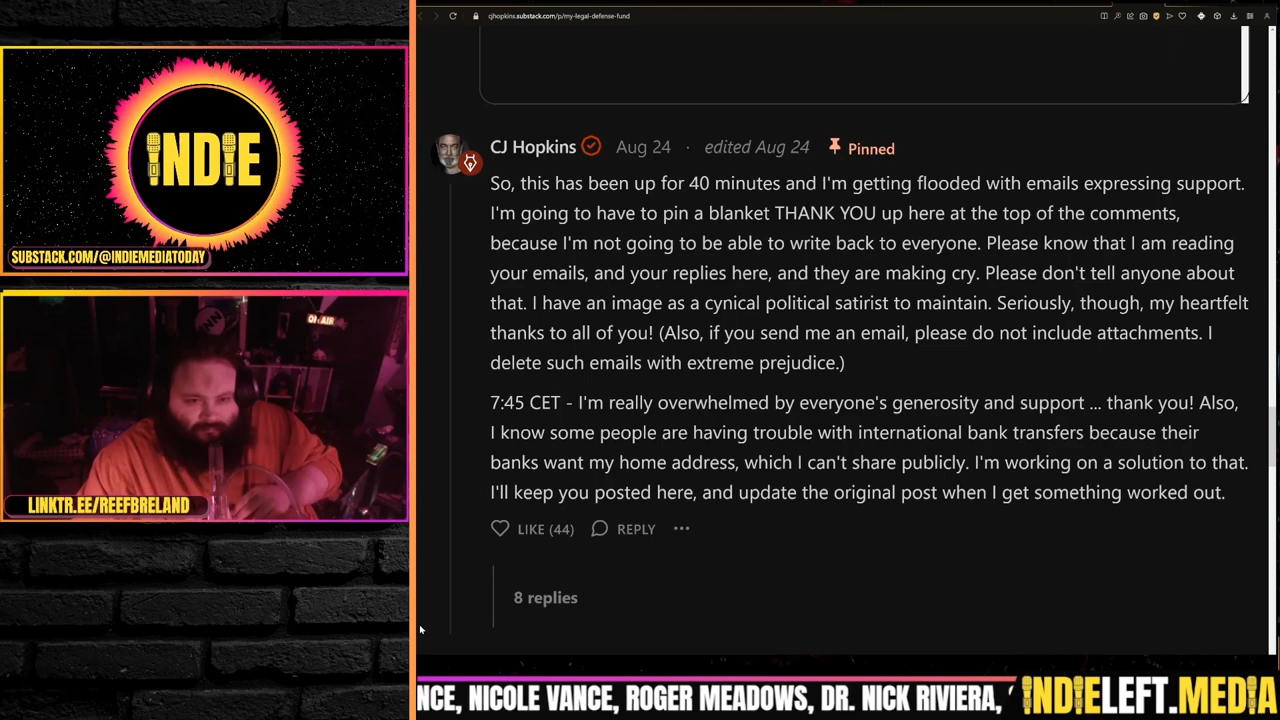 cjhopkins.substack.com/p/my-legal-defense-fund
INDIE
SUBSTACK.COM/@INDIEMEDIATODAY
ON AIR
LINKTR.EE/REEFBRELAND
CJ Hopkins Aug 24 · edited Aug 24 Pinned
So, this has been up for 40 minutes and I'm getting flooded with emails expressing support.
I'm going to have to pin a blanket THANK YOU up here at the top of the comments,
because I'm not going to be able to write back to everyone. Please know that I am reading
your emails, and your replies here, and they are making cry. Please don't tell anyone about
that. I have an image as a cynical political satirist to maintain. Seriously, though, my heartfelt
thanks to all of you! (Also, if you send me an email, please do not include attachments. I
delete such emails with extreme prejudice.)
7:45 CET - I'm really overwhelmed by everyone's generosity and support ... thank you! Also,
I know some people are having trouble with international bank transfers because their
banks want my home address, which I can't share publicly. I'm working on a solution to that.
I'll keep you posted here, and update the original post when I get something worked out.
LIKE (44) REPLY
8 replies
NCE, NICOLE VANCE, ROGER MEADOWS, DR. NICK RIVIERA, INDIELEFT.MEDIA